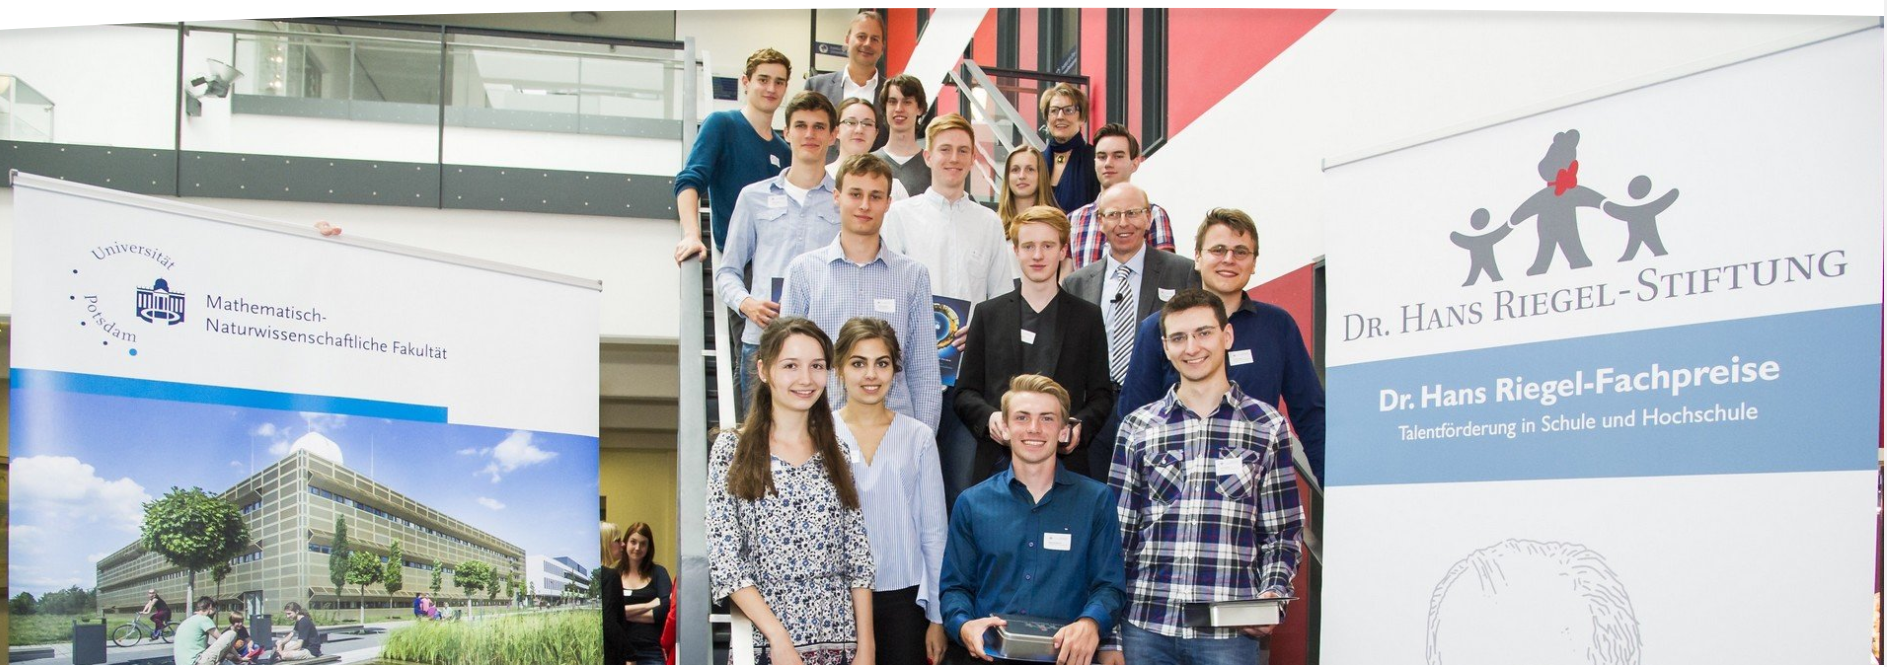 Universität
Potsdam
Mathematisch-
Naturwissenschaftliche Fakultät
DR. HANS RIEGEL-STIFTUNG
Dr. Hans Riegel-Fachpreise
Talentförderung in Schule und Hochschule